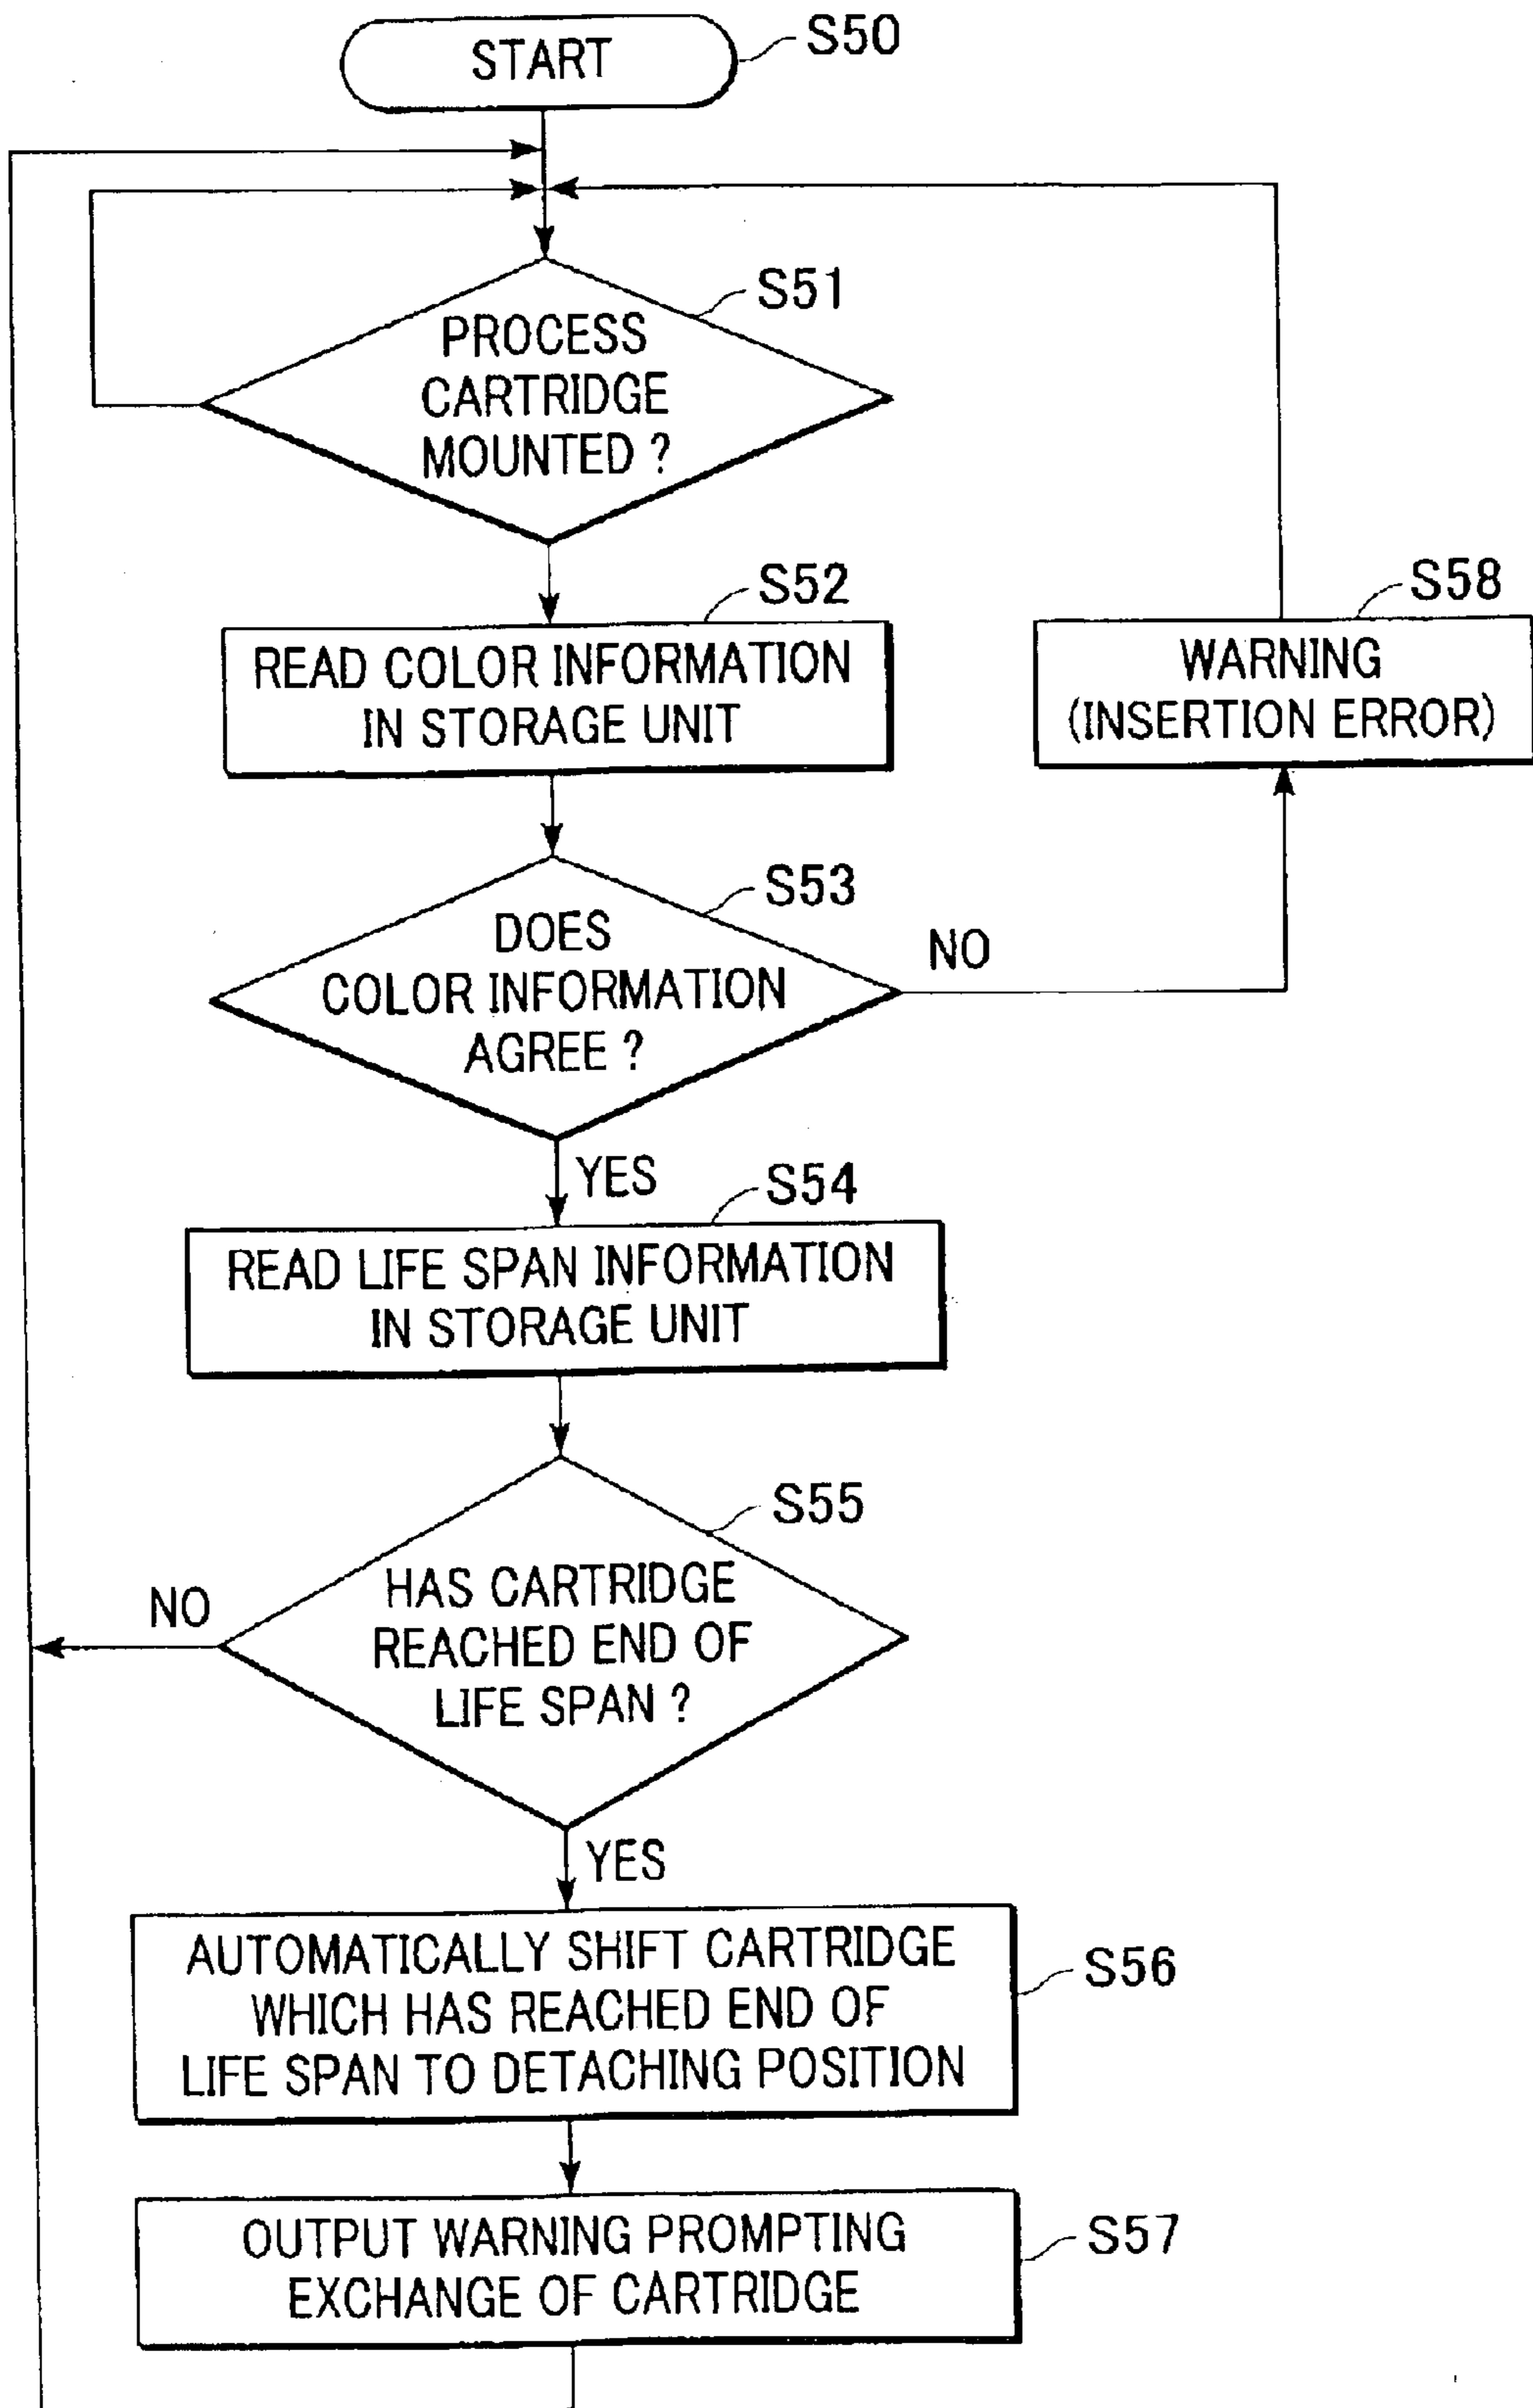 START
S50
S51
PROCESS
CARTRIDGE
MOUNTED ?
S52
READ COLOR INFORMATION
IN STORAGE UNIT
S58
WARNING
(INSERTION ERROR)
S53
DOES
COLOR INFORMATION
AGREE ?
NO
YES
S54
READ LIFE SPAN INFORMATION
IN STORAGE UNIT
S55
HAS CARTRIDGE
REACHED END OF
LIFE SPAN ?
NO
YES
AUTOMATICALLY SHIFT CARTRIDGE
WHICH HAS REACHED END OF
LIFE SPAN TO DETACHING POSITION
S56
OUTPUT WARNING PROMPTING
EXCHANGE OF CARTRIDGE
S57